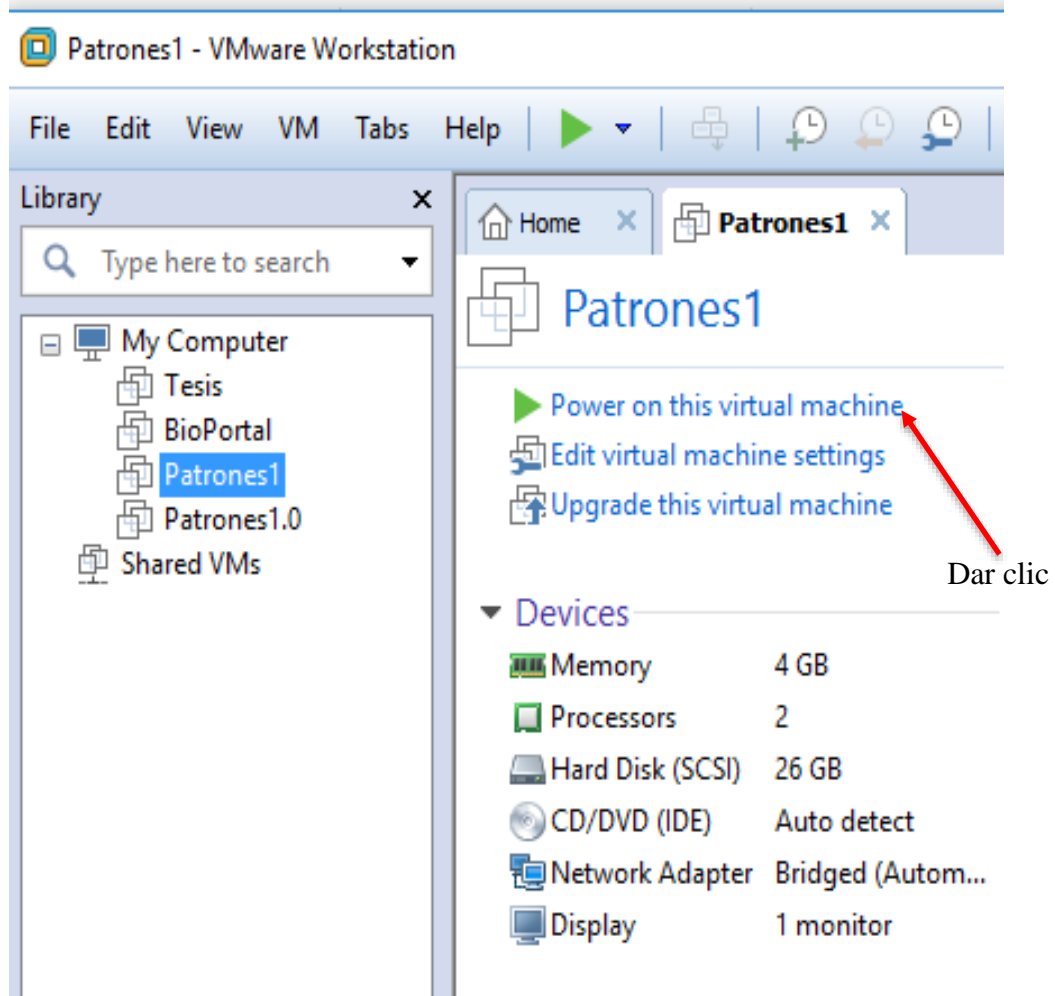 Patrones1 - VMware Workstation
File Edit View VM Tabs Help
Library
Type here to search
My Computer
Tesis
BioPortal
Patrones1
Patrones1.0
Shared VMs
Home
Patrones1
Patrones1
Power on this virtual machine
Edit virtual machine settings
Upgrade this virtual machine
Dar clic
Devices
Memory 4 GB
Processors 2
Hard Disk (SCSI) 26 GB
CD/DVD (IDE) Auto detect
Network Adapter Bridged (Autom...
Display 1 monitor